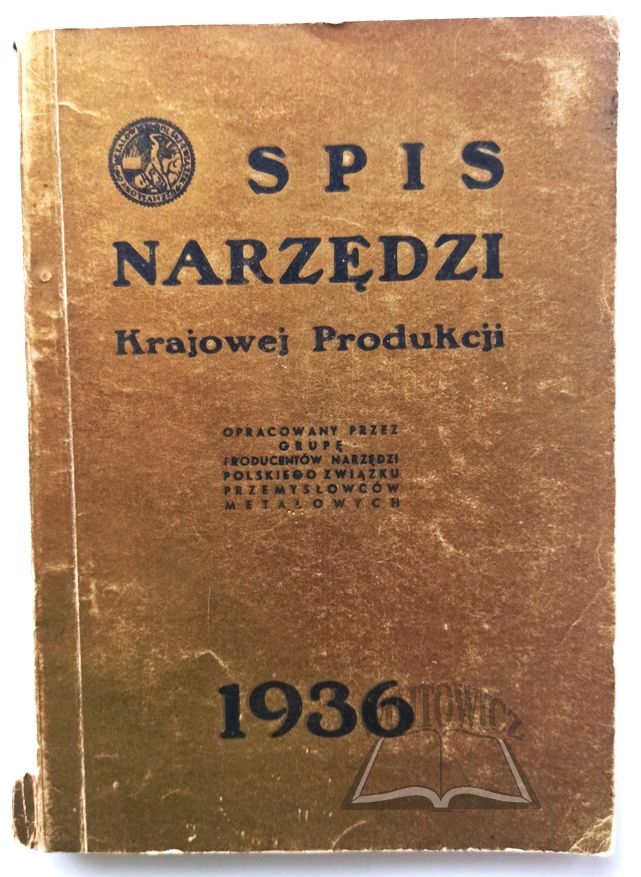 SPIS
NARZĘDZI
Krajowej Produkcji
OPRACOWANY PRZEZ
GRUPĘ
PRODUCENTÓW NARZĘDZI
POLSKIEGO ZWIĄZKU
PRZEMYSŁOWCÓW
METALOWYCH
1936